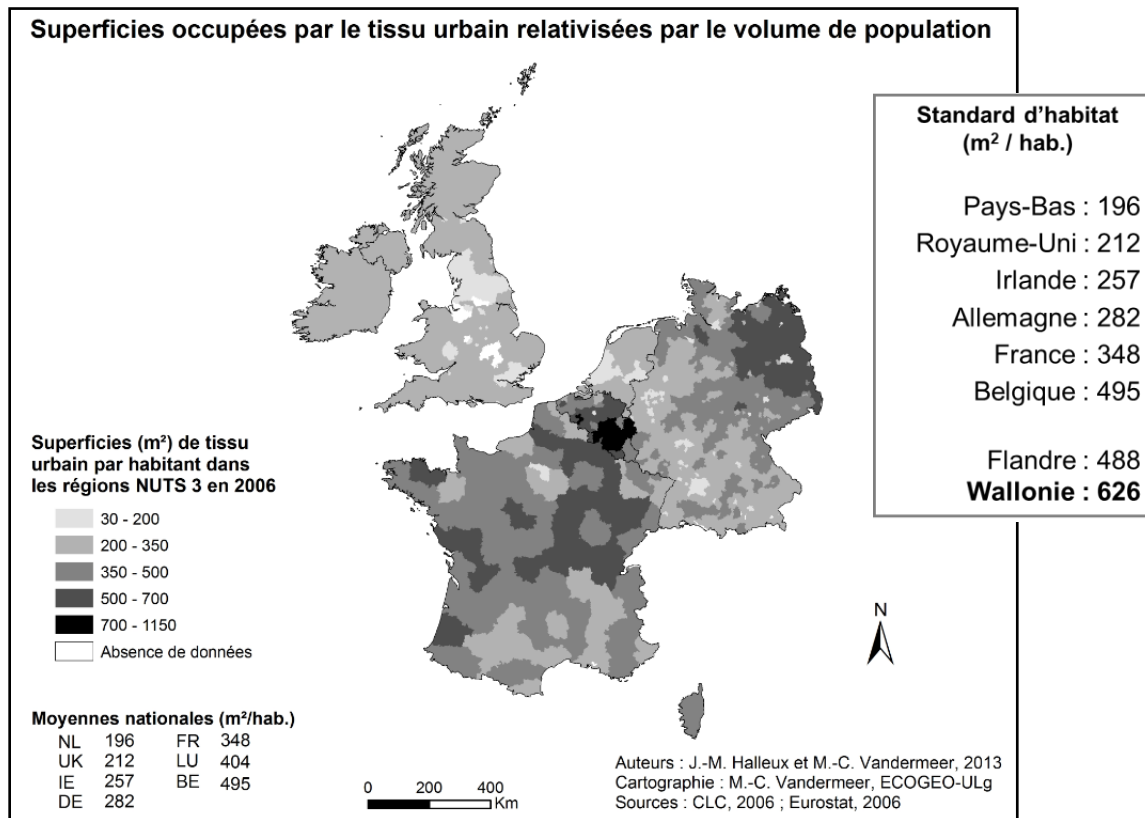 Superficies occupées par le tissu urbain relativisées par le volume de population
Standard d'habitat
(m² / hab.)
Pays-Bas : 196
Royaume-Uni : 212
Irlande : 257
Allemagne : 282
France : 348
Belgique : 495
Flandre : 488
Wallonie : 626
Superficies (m²) de tissu
urbain par habitant dans
les régions NUTS 3 en 2006
30 - 200
200 - 350
350 - 500
500 - 700
700 - 1150
Absence de données
N
Moyennes nationales (m²/hab.)
NL 196 FR 348
UK 212 LU 404
IE 257 BE 495
DE 282
0 200 400
Km
Auteurs : J.-M. Halleux et M.-C. Vandermeer, 2013
Cartographie : M.-C. Vandermeer, ECOGEO-ULg
Sources : CLC, 2006 ; Eurostat, 2006